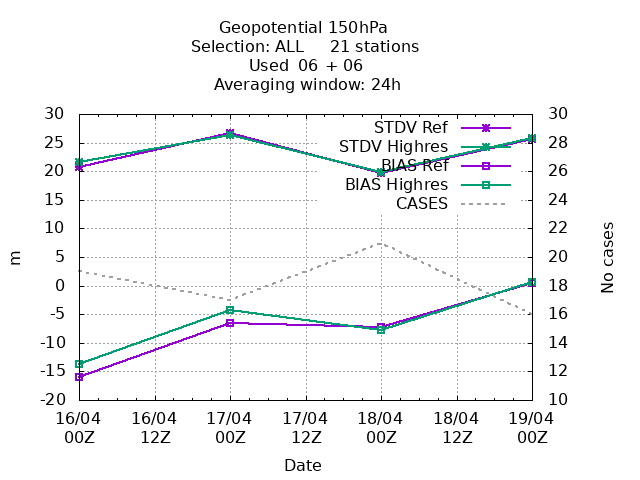 Geopotential 150hPa
Selection: ALL     21 stations
Used  06 + 06
Averaging window: 24h
STDV Ref
STDV Highres
BIAS Ref
BIAS Highres
CASES
30
25
20
15
10
5
0
-5
-10
-15
-20
m
30
28
26
24
22
20
18
16
14
12
10
No cases
16/04 16/04 17/04 17/04 18/04 18/04 19/04
00Z 12Z 00Z 12Z 00Z 12Z 00Z
Date